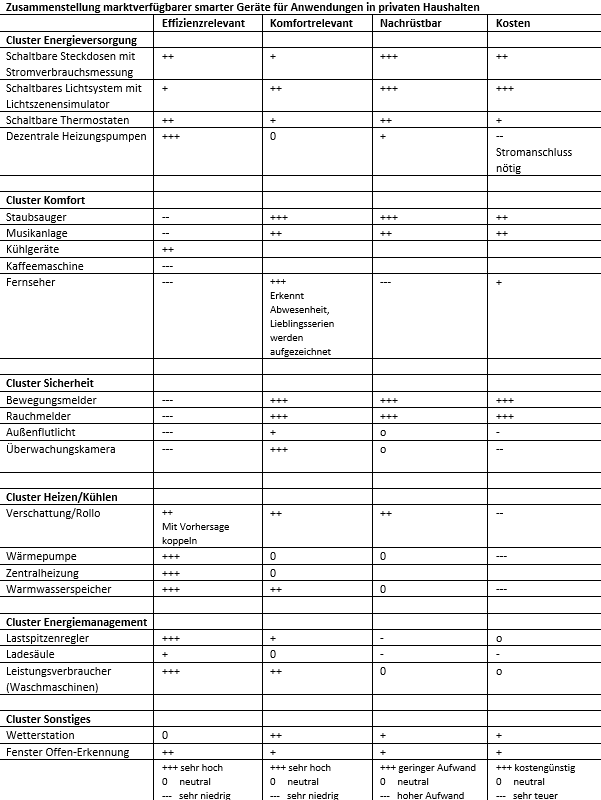 Zusammenstellung marktverfügbarer smarter Geräte für Anwendungen in privaten Haushalten
Effizienzrelevant Komfortrelevant Nachrüstbar Kosten
Cluster Energieversorgung
Schaltbare Steckdosen mit ++ + +++ ++
Stromverbrauchsmessung
Schaltbares Lichtsystem mit + ++ +++ +++
Lichtszenensimulator
Schaltbare Thermostaten ++ + ++ +
Dezentrale Heizungspumpen +++ 0 + --
Stromanschluss
nötig
Cluster Komfort
Staubsauger -- +++ +++ ++
Musikanlage -- ++ ++ ++
Kühlgeräte ++
Kaffeemaschine ---
Fernseher --- +++ --- +
Erkennt
Abwesenheit,
Lieblingsserien
werden
aufgezeichnet
Cluster Sicherheit
Bewegungsmelder --- +++ +++ +++
Rauchmelder --- +++ +++ +++
Außenflutlicht --- + o -
Überwachungskamera --- +++ o --
Cluster Heizen/Kühlen
Verschattung/Rollo ++ ++ ++ --
Mit Vorhersage
koppeln
Wärmepumpe +++ 0 0 ---
Zentralheizung +++ 0
Warmwasserspeicher +++ ++ 0 ---
Cluster Energiemanagement
Lastspitzenregler +++ + - o
Ladesäule + 0 - -
Leistungsverbraucher +++ ++ 0 o
(Waschmaschinen)
Cluster Sonstiges
Wetterstation 0 ++ + +
Fenster Offen-Erkennung ++ + + +
+++ sehr hoch +++ sehr hoch +++ geringer Aufwand +++ kostengünstig
0 neutral 0 neutral 0 neutral 0 neutral
--- sehr niedrig --- sehr niedrig --- hoher Aufwand --- sehr teuer